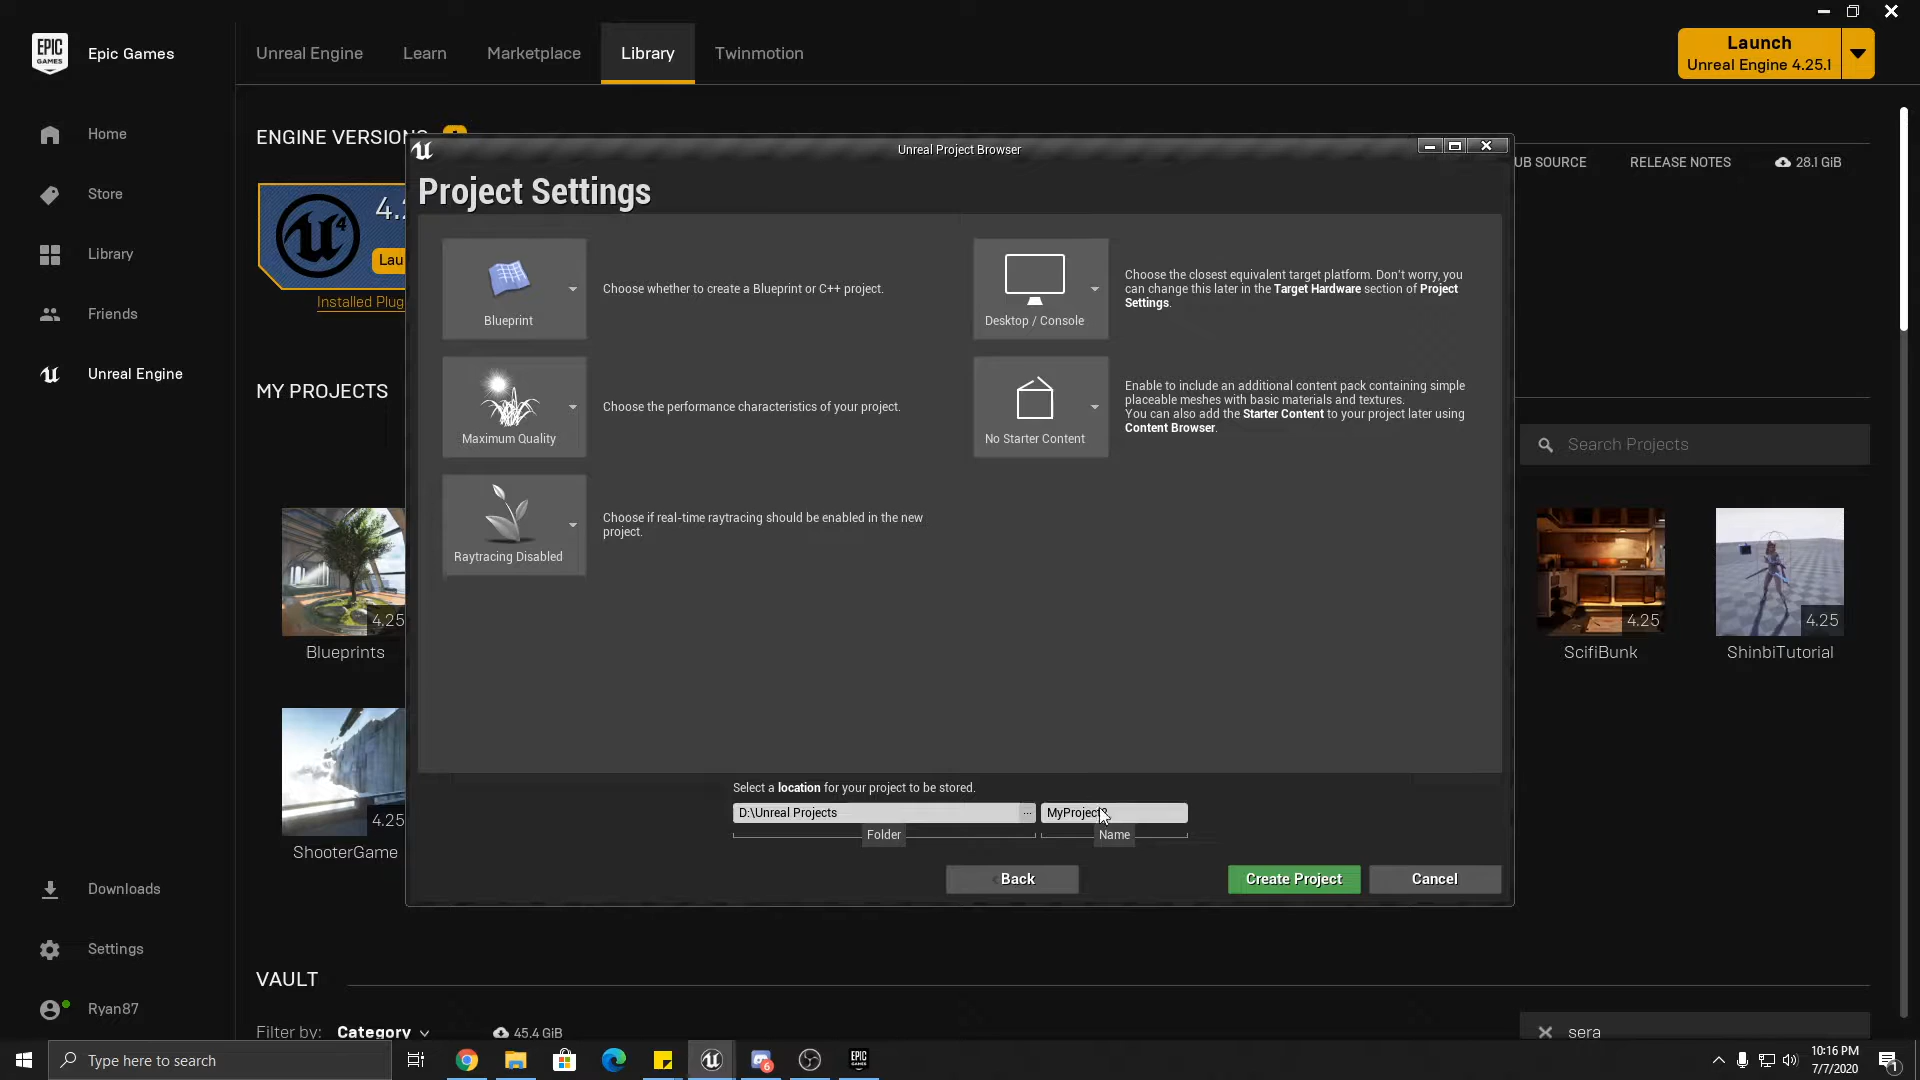 EPIC GAMES
Epic Games
Unreal Engine
Learn
Marketplace
Library
Twinmotion
Launch
Unreal Engine 4.25.1
Home
Store
Library
Friends
Unreal Engine
Downloads
Settings
Ryan87
ENGINE VERSIONS
UB SOURCE
RELEASE NOTES
28.1 GiB
4.2
Lau
Installed Plug
MY PROJECTS
Search Projects
4.25
Blueprints
4.25
ScifiBunk
4.25
ShinbiTutorial
4.25
ShooterGame
Unreal Project Browser
Project Settings
Blueprint
Choose whether to create a Blueprint or C++ project.
Desktop / Console
Choose the closest equivalent target platform. Don't worry, you
can change this later in the Target Hardware section of Project
Settings.
Maximum Quality
Choose the performance characteristics of your project.
No Starter Content
Enable to include an additional content pack containing simple
placeable meshes with basic materials and textures.
You can also add the Starter Content to your project later using
Content Browser.
Raytracing Disabled
Choose if real-time raytracing should be enabled in the new
project.
Select a location for your project to be stored.
D:\Unreal Projects
...
Folder
Name
Back
Create Project
Cancel
VAULT
Filter by:
Category
45.4 GiB
sera
Type here to search
6
EPIC GAMES
10:16 PM
7/7/2020
1